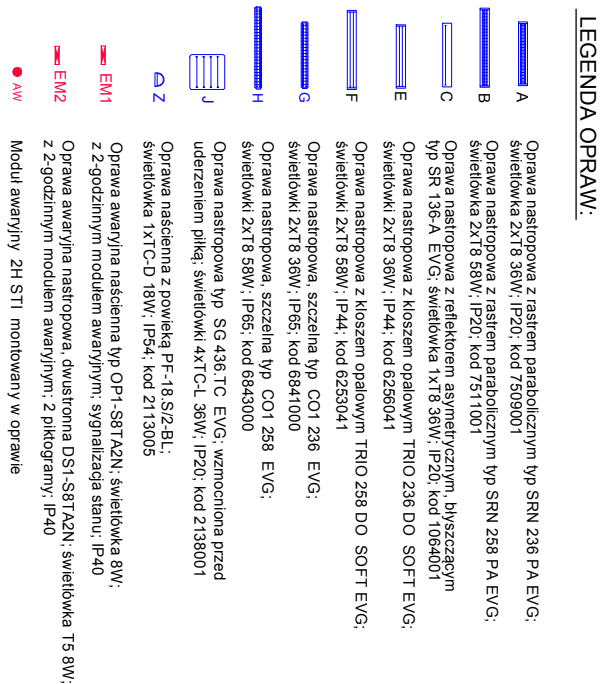 LEGENDA OPRAW:
A
Oprawa nastropowa z rastrem parabolicznym typ SRN 236 PA EVG;
świetlówka 2xT8 36W; IP20; kod 7509001
B
Oprawa nastropowa z rastrem parabolicznym typ SRN 258 PA EVG;
świetlówka 2xT8 58W; IP20; kod 7511001
C
Oprawa nastropowa z reflektorem asymetrycznym, błyszczącym
typ SR 136-A EVG; świetlówka 1xT8 36W; IP20; kod 1064001
E
Oprawa nastropowa z kloszem opalowym TRIO 236 DO SOFT EVG;
świetlówki 2xT8 36W; IP44; kod 6256041
F
Oprawa nastropowa z kloszem opalowym TRIO 258 DO SOFT EVG;
świetlówki 2xT8 58W; IP44; kod 6253041
G
Oprawa nastropowa, szczelna typ CO1 236 EVG;
świetlówki 2xT8 36W; IP65; kod 6841000
H
Oprawa nastropowa, szczelna typ CO1 258 EVG;
świetlówki 2xT8 58W; IP65; kod 6843000
J
Oprawa nastropowa typ SG 436.TC EVG; wzmocniona przed
uderzeniem piłką; świetlówki 4xTC-L 36W; IP20; kod 2138001
Z
Oprawa naścienna z powieką PF-18.S/2-BL;
świetlówka 1xTC-D 18W; IP54; kod 2113005
EM1
Oprawa awaryjna naścienna typ OP1-S8TA2N; świetlówka 8W;
z 2-godzinnym modułem awaryjnym; sygnalizacja stanu; IP40
EM2
Oprawa awaryjna nastropowa, dwustronna DS1-S8TA2N; świetlówka T5 8W;
z 2-godzinnym modułem awaryjnym; 2 piktogramy; IP40
AW
Moduł awaryjny 2H STI montowany w oprawie